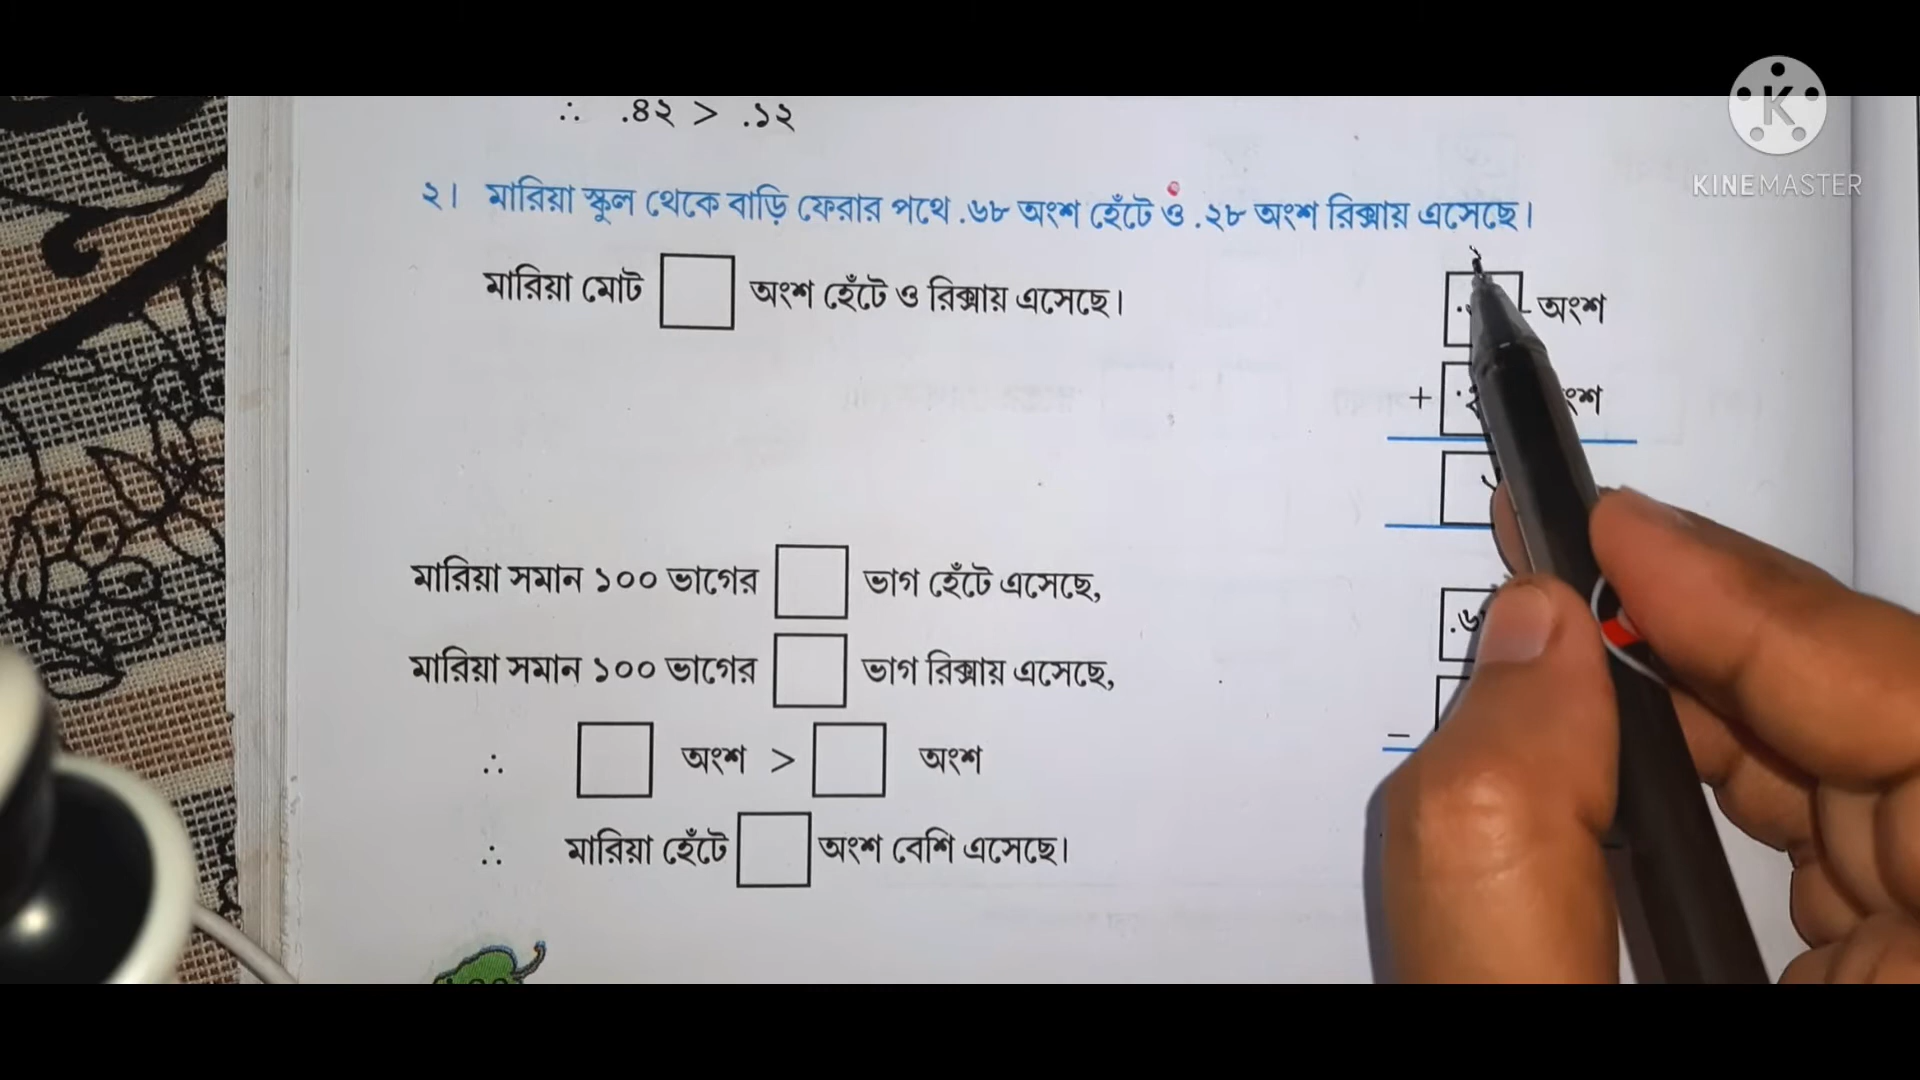 ∴ .৪২ > .১২
K
KINEMASTER
২। মারিয়া স্কুল থেকে বাড়ি ফেরার পথে .৬৮ অংশ হেঁটে ও .২৮ অংশ রিক্সায় এসেছে।
মারিয়া মোট অংশ হেঁটে ও রিক্সায় এসেছে।
অংশ
+
মারিয়া সমান ১০০ ভাগের ভাগ হেঁটে এসেছে,
মারিয়া সমান ১০০ ভাগের ভাগ রিক্সায় এসেছে,
−
∴ অংশ > অংশ
∴ মারিয়া হেঁটে অংশ বেশি এসেছে।